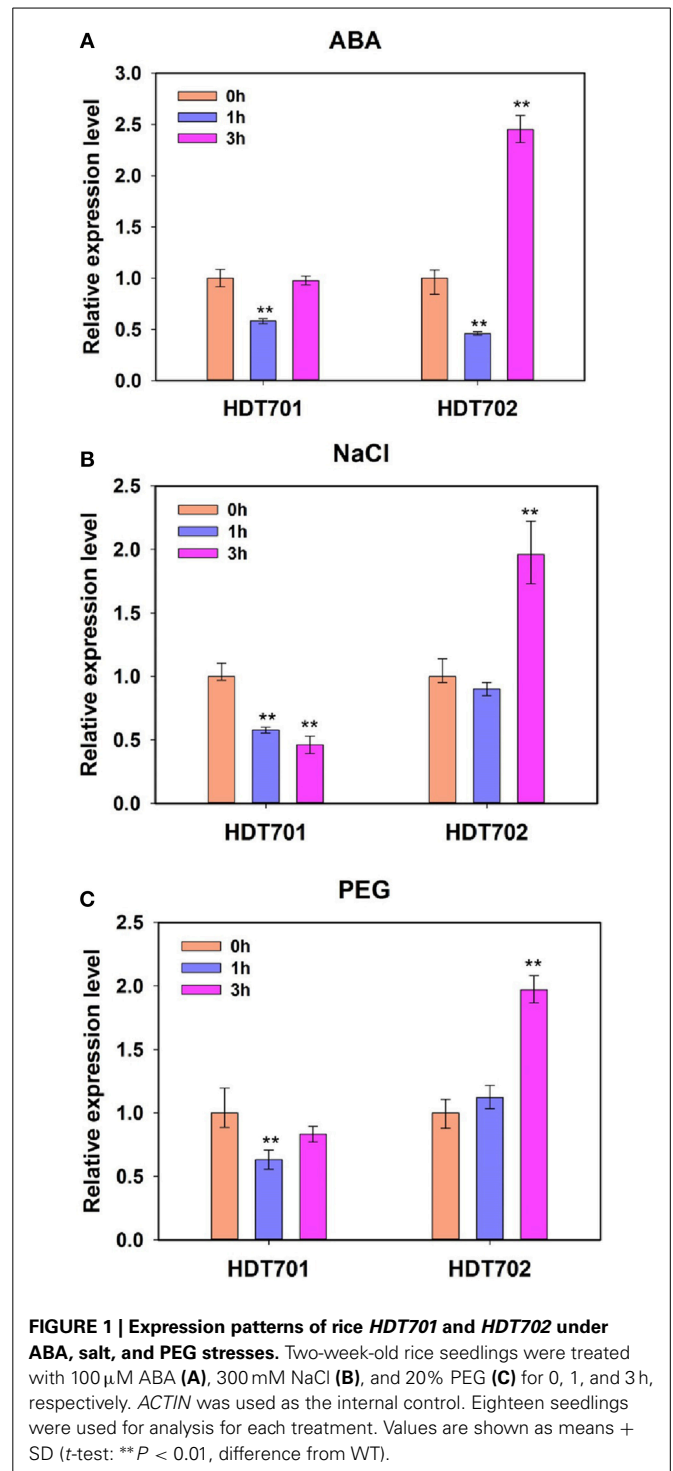 A
ABA
Relative expression level
3.0
2.5
2.0
1.5
1.0
0.5
0.0
0h
1h
3h
**
**
**
HDT701
HDT702
B
NaCl
Relative expression level
2.5
2.0
1.5
1.0
0.5
0.0
0h
1h
3h
**
**
**
HDT701
HDT702
C
PEG
Relative expression level
2.5
2.0
1.5
1.0
0.5
0.0
0h
1h
3h
**
**
HDT701
HDT702
FIGURE 1 | Expression patterns of rice HDT701 and HDT702 under
ABA, salt, and PEG stresses. Two-week-old rice seedlings were treated
with 100 μM ABA (A), 300 mM NaCl (B), and 20% PEG (C) for 0, 1, and 3 h,
respectively. ACTIN was used as the internal control. Eighteen seedlings
were used for analysis for each treatment. Values are shown as means +
SD (t-test: **P < 0.01, difference from WT).